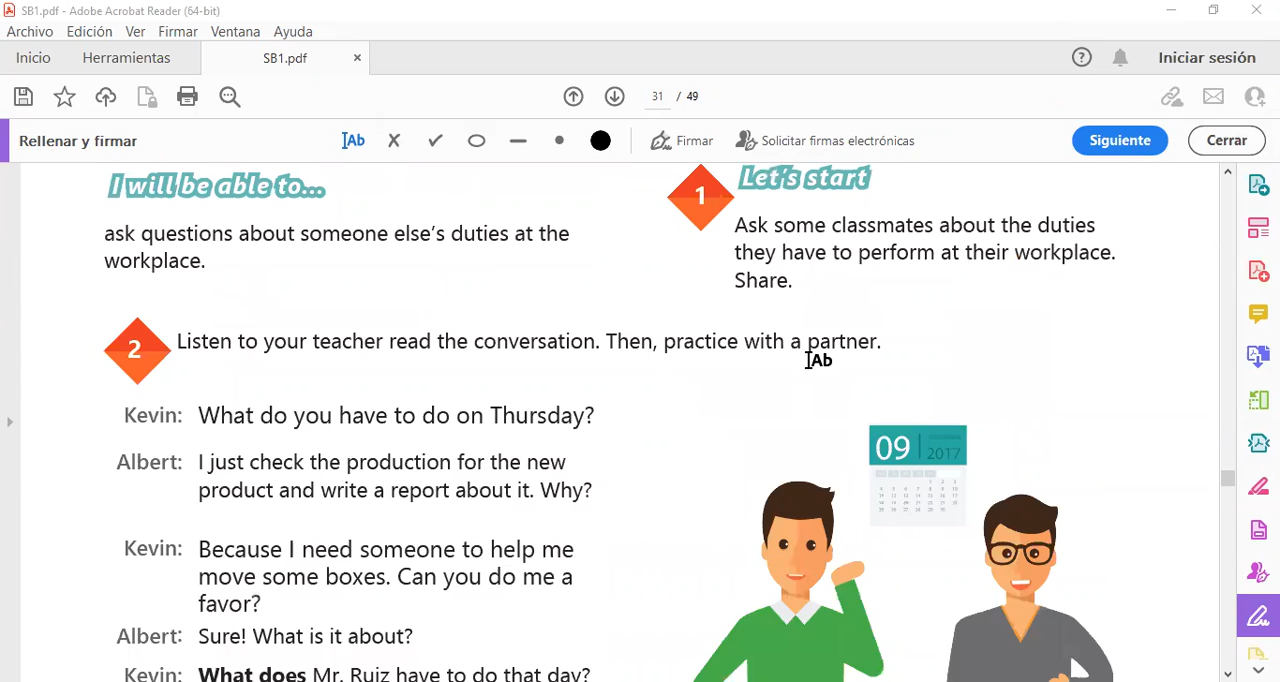 SB1.pdf - Adobe Acrobat Reader (64-bit)
Archivo Edición Ver Firmar Ventana Ayuda
Inicio Herramientas SB1.pdf × Iniciar sesión
31 / 49
Rellenar y firmar Ab Firmar Solicitar firmas electrónicas Siguiente Cerrar
I will be able to...
ask questions about someone else's duties at the
workplace.
1 Let's start
Ask some classmates about the duties
they have to perform at their workplace.
Share.
2 Listen to your teacher read the conversation. Then, practice with a partner.
Ab
Kevin: What do you have to do on Thursday?
Albert: I just check the production for the new
product and write a report about it. Why?
Kevin: Because I need someone to help me
move some boxes. Can you do me a
favor?
Albert: Sure! What is it about?
Kevin: What does Mr. Ruiz have to do that day?
09 2017